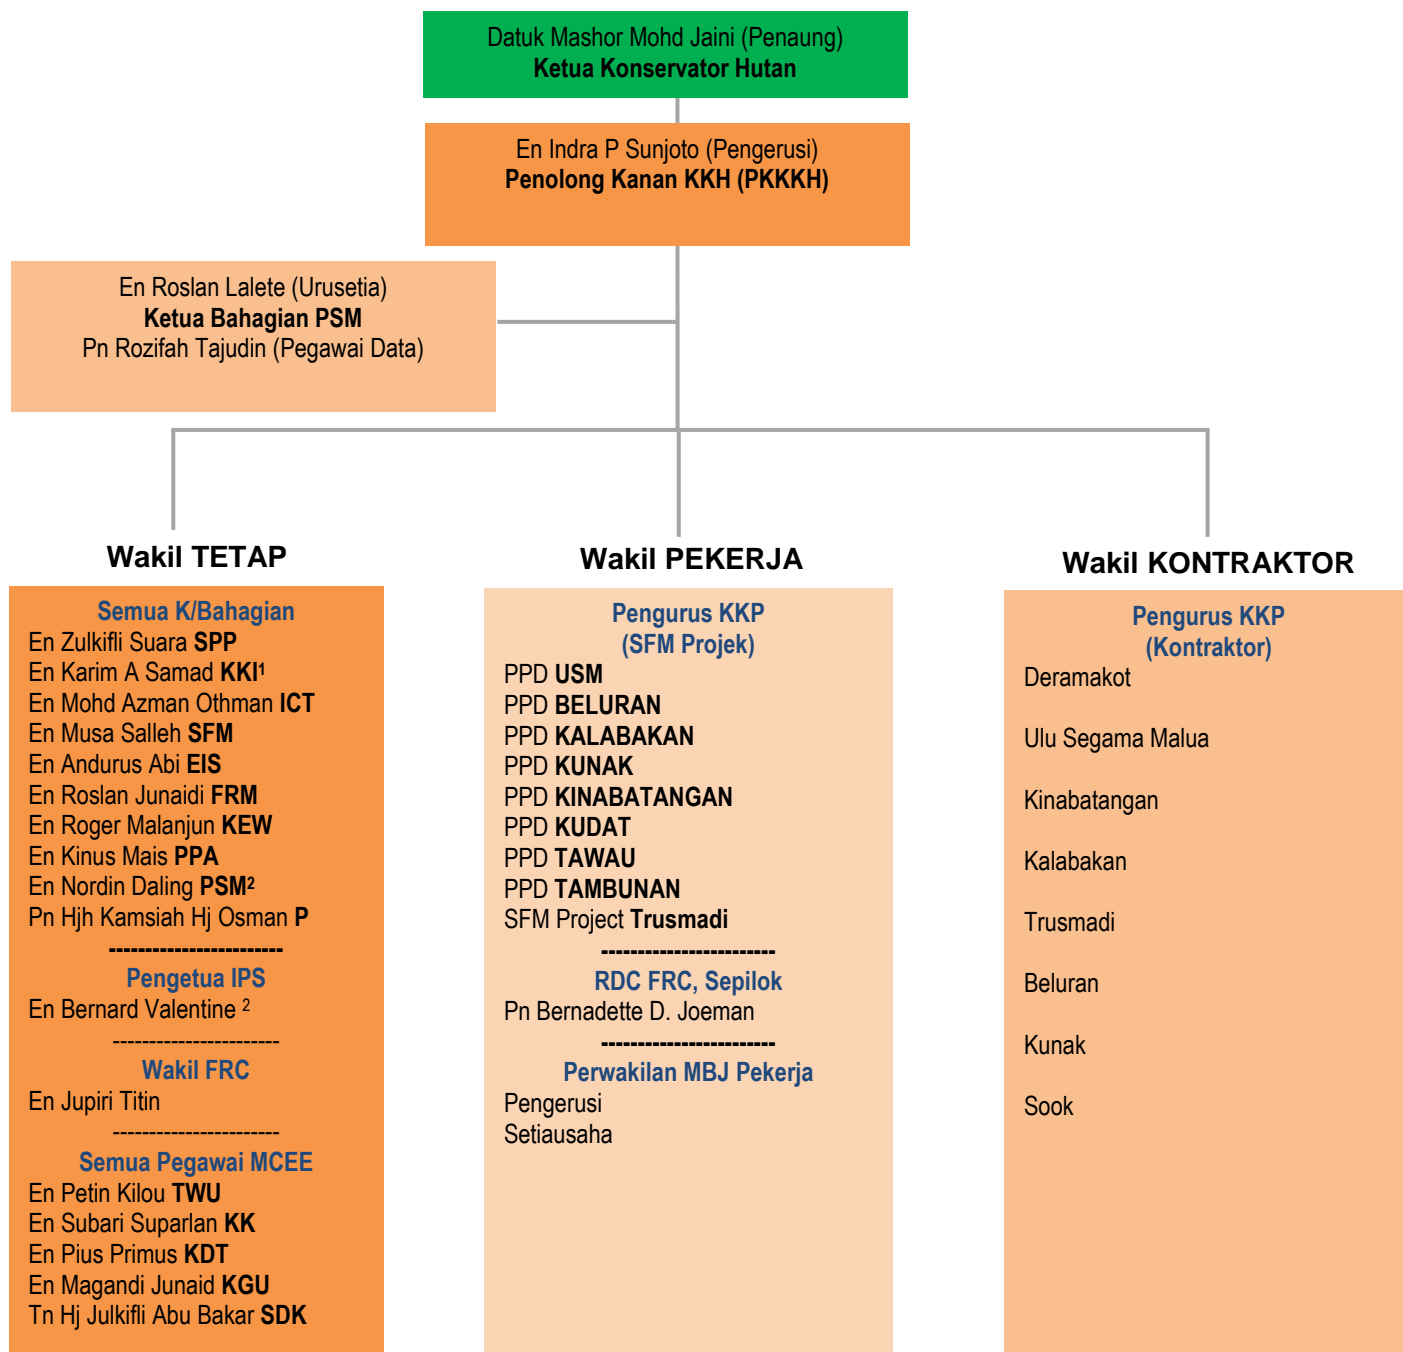 Datuk Mashor Mohd Jaini (Penaung)
Ketua Konservator Hutan
En Indra P Sunjoto (Pengerusi)
Penolong Kanan KKH (PKKKH)
En Roslan Lalete (Urusetia)
Ketua Bahagian PSM
Pn Rozifah Tajudin (Pegawai Data)
Wakil TETAP
Semua K/Bahagian
En Zulkifli Suara SPP
En Karim A Samad KKI¹
En Mohd Azman Othman ICT
En Musa Salleh SFM
En Andurus Abi EIS
En Roslan Junaidi FRM
En Roger Malanjun KEW
En Kinus Mais PPA
En Nordin Daling PSM²
Pn Hjh Kamsiah Hj Osman P
------------------------
Pengetua IPS
En Bernard Valentine ²
-----------------------
Wakil FRC
En Jupiri Titin
-----------------------
Semua Pegawai MCEE
En Petin Kilou TWU
En Subari Suparlan KK
En Pius Primus KDT
En Magandi Junaid KGU
Tn Hj Julkifli Abu Bakar SDK
Wakil PEKERJA
Pengurus KKP
(SFM Projek)
PPD USM
PPD BELURAN
PPD KALABAKAN
PPD KUNAK
PPD KINABATANGAN
PPD KUDAT
PPD TAWAU
PPD TAMBUNAN
SFM Project Trusmadi
------------------------
RDC FRC, Sepilok
Pn Bernadette D. Joeman
------------------------
Perwakilan MBJ Pekerja
Pengerusi
Setiausaha
Wakil KONTRAKTOR
Pengurus KKP
(Kontraktor)
Deramakot
Ulu Segama Malua
Kinabatangan
Kalabakan
Trusmadi
Beluran
Kunak
Sook